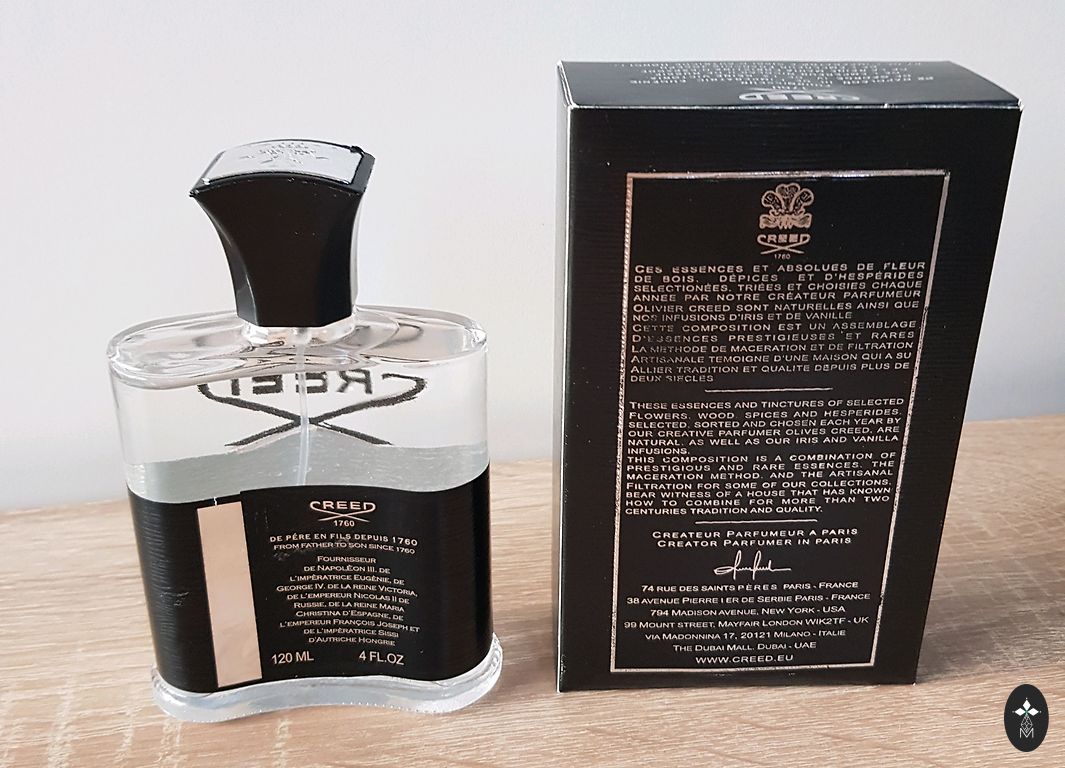 CREED
CREED
1760
DE PÉRE EN FILS DEPUIS 1760
FROM FATHER TO SON SINCE 1760
FOURNISSEUR
DE NAPOLÉON III. DE
L'IMPÉRATRICE EUGÉNIE, DE
GEORGE IV. DE LA REINE VICTORIA,
DE L'EMPEREUR NICOLAS II DE
RUSSIE, DE LA REINE MARIA
CHRISTINA D'ESPAGNE, DE
L'EMPEREUR FRANÇOIS JOSEPH ET
DE L'IMPÉRATRICE SISSI
D'AUTRICHE HONGRIE
120 ML 4 FL.OZ
CREED
CREED
1760
CES ESSENCES ET ABSOLUES DE FLEUR
DE BOIS, DÉPICES ET D'HESPÉRIDES
SELECTIONÉES, TRIÉES ET CHOISIES CHAQUE
ANNEE PAR NOTRE CRÉATEUR PARFUMEUR
OLIVIER CREED SONT NATURELLES AINSI QUE
NOS INFUSIONS D'IRIS ET DE VANILLE
CETTE COMPOSITION EST UN ASSEMBLAGE
D'ESSENCES PRESTIGIEUSES ET RARES
LA METHODE DE MACERATION ET DE FILTRATION
ARTISANALE TEMOIGNE D'UNE MAISON QUI A SU
ALLIER TRADITION ET QUALITE DEPUIS PLUS DE
DEUX SIECLES
THESE ESSENCES AND TINCTURES OF SELECTED
FLOWERS, WOOD, SPICES AND HESPERIDES,
SELECTED, SORTED AND CHOSEN EACH YEAR BY
OUR CREATIVE PARFUMER OLIVES CREED, ARE
NATURAL, AS WELL AS OUR IRIS AND VANILLA
INFUSIONS.
THIS COMPOSITION IS A COMBINATION OF
PRESTIGIOUS AND RARE ESSENCES. THE
MACERATION METHOD, AND THE ARTISANAL
FILTRATION FOR SOME OF OUR COLLECTIONS,
BEAR WITNESS OF A HOUSE THAT HAS KNOWN
HOW TO COMBINE FOR MORE THAN TWO
CENTURIES TRADITION AND QUALITY.
CREATEUR PARFUMEUR A PARIS
CREATOR PARFUMER IN PARIS
74 RUE DES SAINTS PÈRES PARIS - FRANCE
38 AVENUE PIERRE I ER DE SERBIE PARIS - FRANCE
794 MADISON AVENUE, NEW YORK - USA
99 MOUNT STREET, MAYFAIR LONDON WIK2TF - UK
VIA MADONNINA 17, 20121 MILANO - ITALIE
THE DUBAI MALL, DUBAI - UAE
WWW.CREED.EU
M